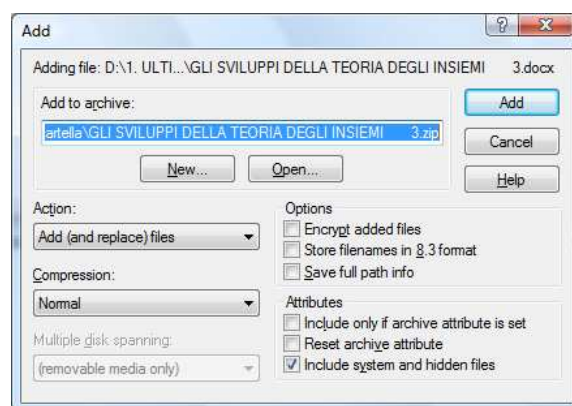 Add
Adding file: D:\1. ULTI...\GLI SVILUPPI DELLA TEORIA DEGLI INSIEMI 3.docx
Add to archive:
artella\GLI SVILUPPI DELLA TEORIA DEGLI INSIEMI 3.zip
New...
Open...
Add
Cancel
Help
Action:
Add (and replace) files
Compression:
Normal
Multiple disk spanning:
(removable media only)
Options
Encrypt added files
Store filenames in 8.3 format
Save full path info
Attributes
Include only if archive attribute is set
Reset archive attribute
Include system and hidden files